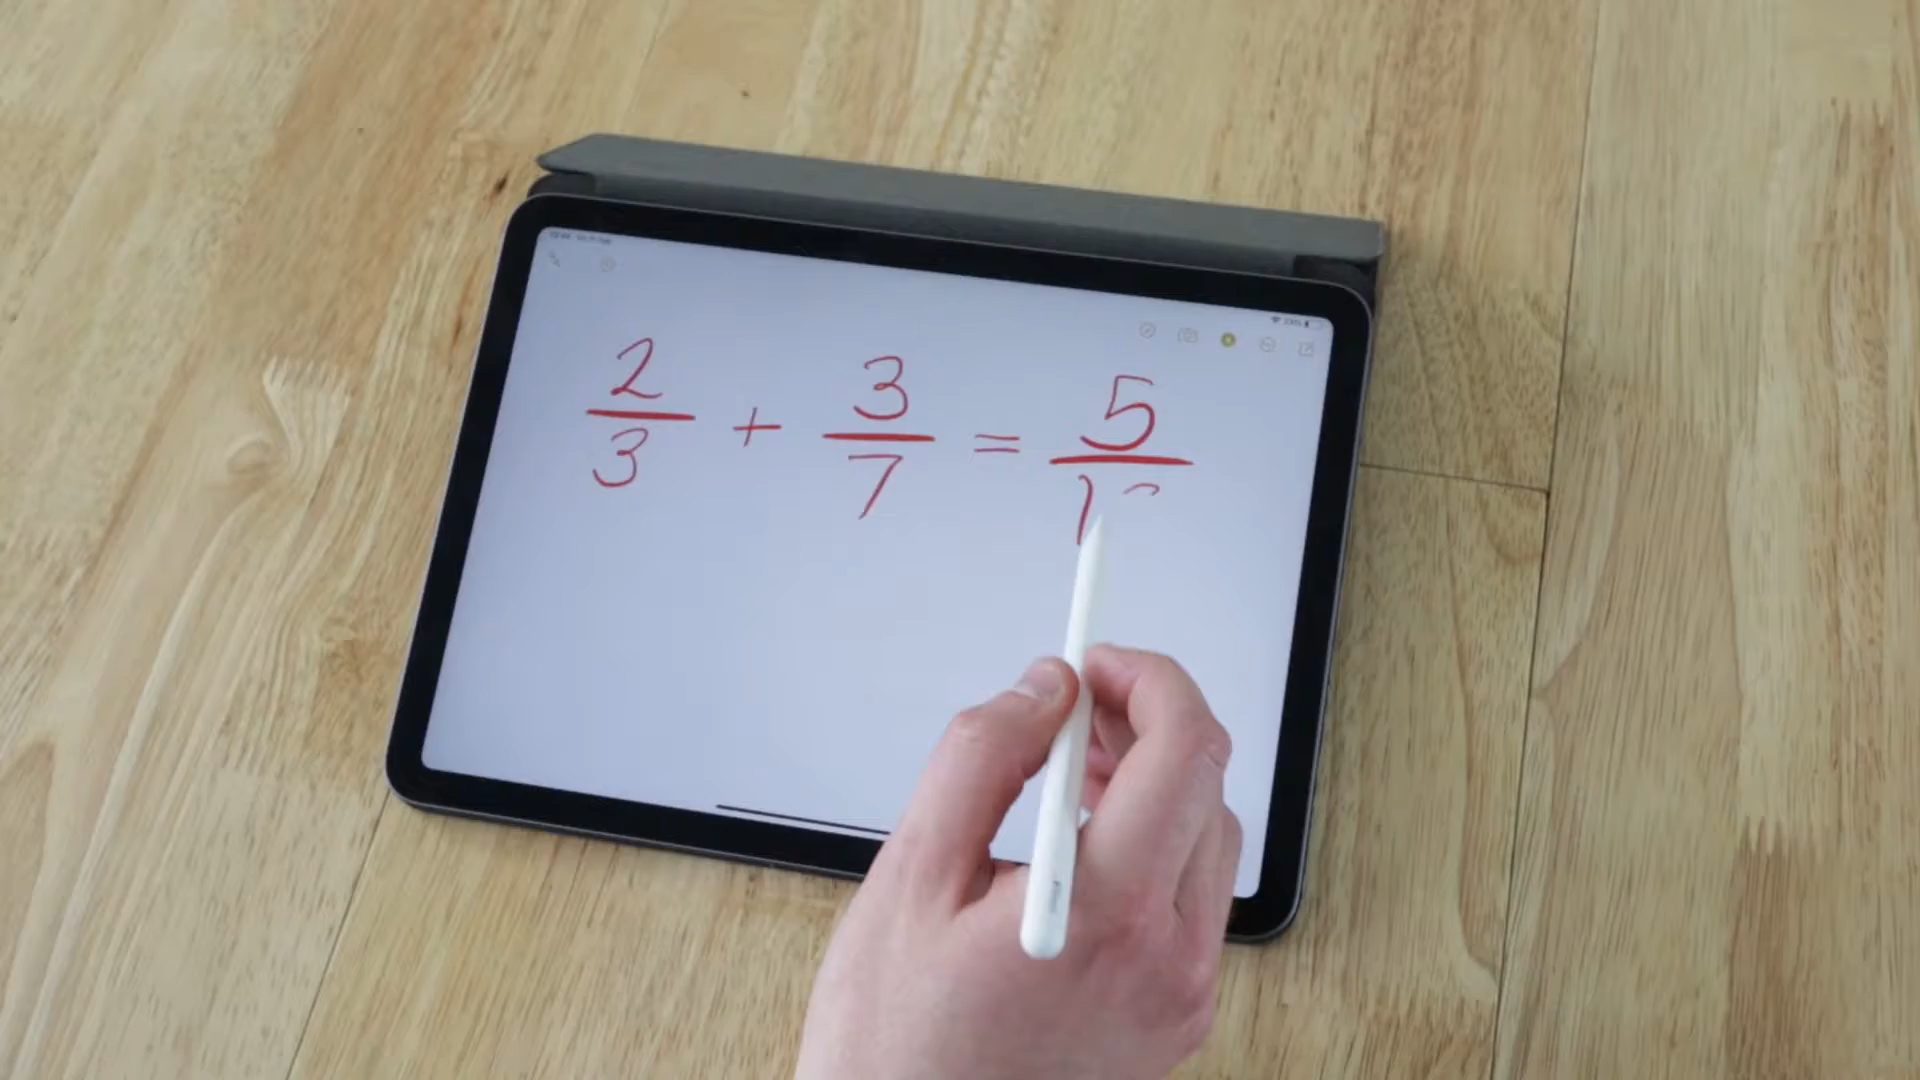 2/3 + 3/7 = 5/1